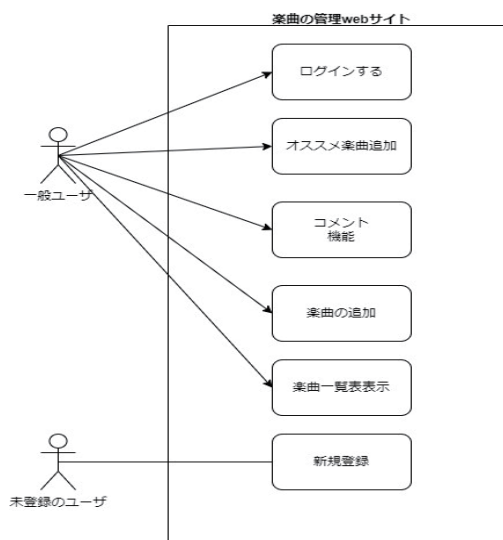 楽曲の管理webサイト
ログインする
オススメ楽曲追加
一般ユーザ
コメント
機能
楽曲の追加
楽曲一覧表表示
新規登録
未登録のユーザ